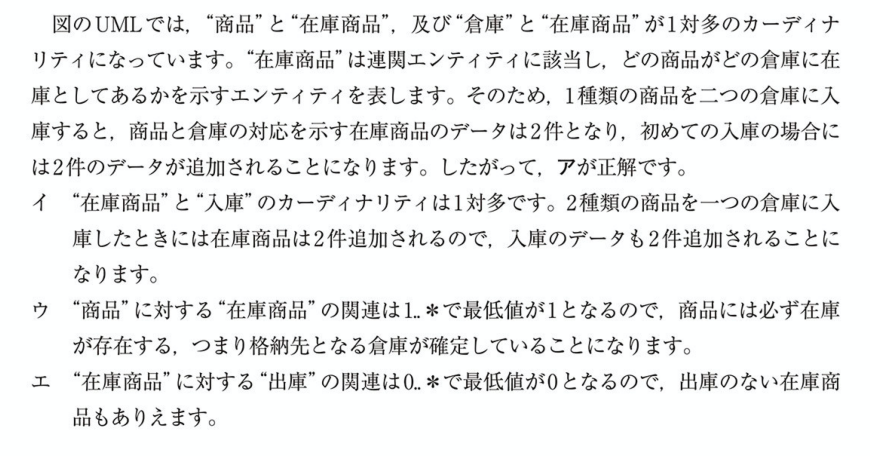 図のUMLでは，“商品”と“在庫商品”，及び“倉庫”と“在庫商品”が1対多のカーディナ
リティになっています。“在庫商品”は連関エンティティに該当し，どの商品がどの倉庫に在
庫としてあるかを示すエンティティを表します。そのため，1種類の商品を二つの倉庫に入
庫すると，商品と倉庫の対応を示す在庫商品のデータは2件となり，初めての入庫の場合に
は2件のデータが追加されることになります。したがって，アが正解です。
イ　“在庫商品”と“入庫”のカーディナリティは1対多です。2種類の商品を一つの倉庫に入
庫したときには在庫商品は2件追加されるので，入庫のデータも2件追加されることに
なります。
ウ　“商品”に対する“在庫商品”の関連は1..＊で最低値が1となるので，商品には必ず在庫
が存在する，つまり格納先となる倉庫が確定していることになります。
エ　“在庫商品”に対する“出庫”の関連は0..＊で最低値が0となるので，出庫のない在庫商
品もありえます。